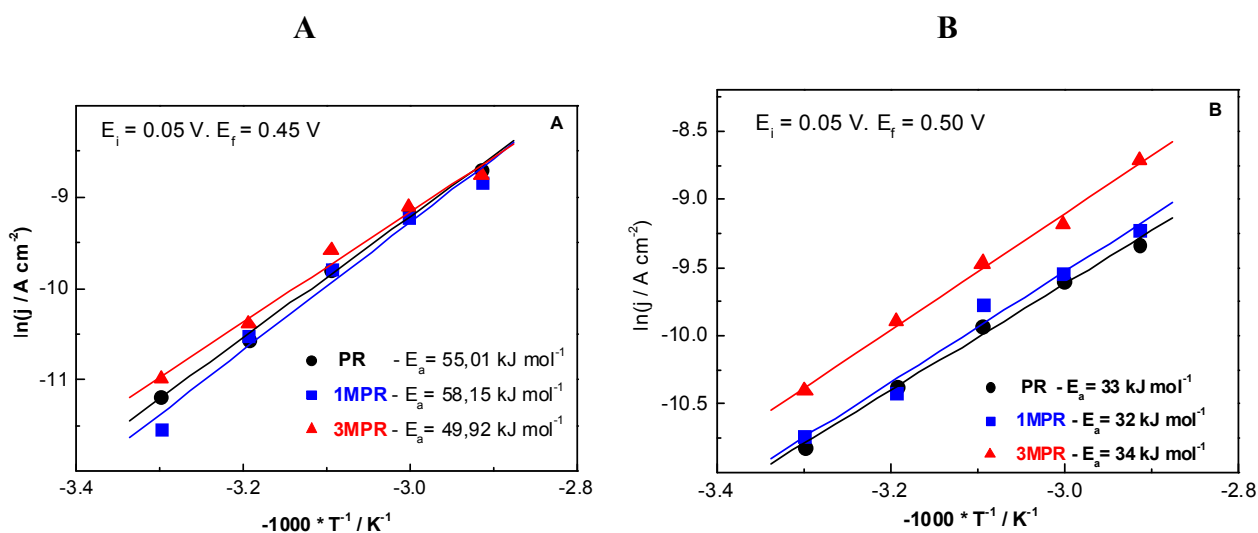 A
B
E_i = 0.05 V. E_f = 0.45 V
A
ln(j / A cm⁻²)
-9
-10
-11
PR - E_a= 55,01 kJ mol⁻¹
1MPR - E_a= 58,15 kJ mol⁻¹
3MPR - E_a= 49,92 kJ mol⁻¹
-3.4 -3.2 -3.0 -2.8
-1000 * T⁻¹ / K⁻¹
E_i = 0.05 V. E_f = 0.50 V
B
ln(j / A cm⁻²)
-8.5
-9.0
-9.5
-10.0
-10.5
PR - E_a= 33 kJ mol⁻¹
1MPR - E_a= 32 kJ mol⁻¹
3MPR - E_a= 34 kJ mol⁻¹
-3.4 -3.2 -3.0 -2.8
-1000 * T⁻¹ / K⁻¹